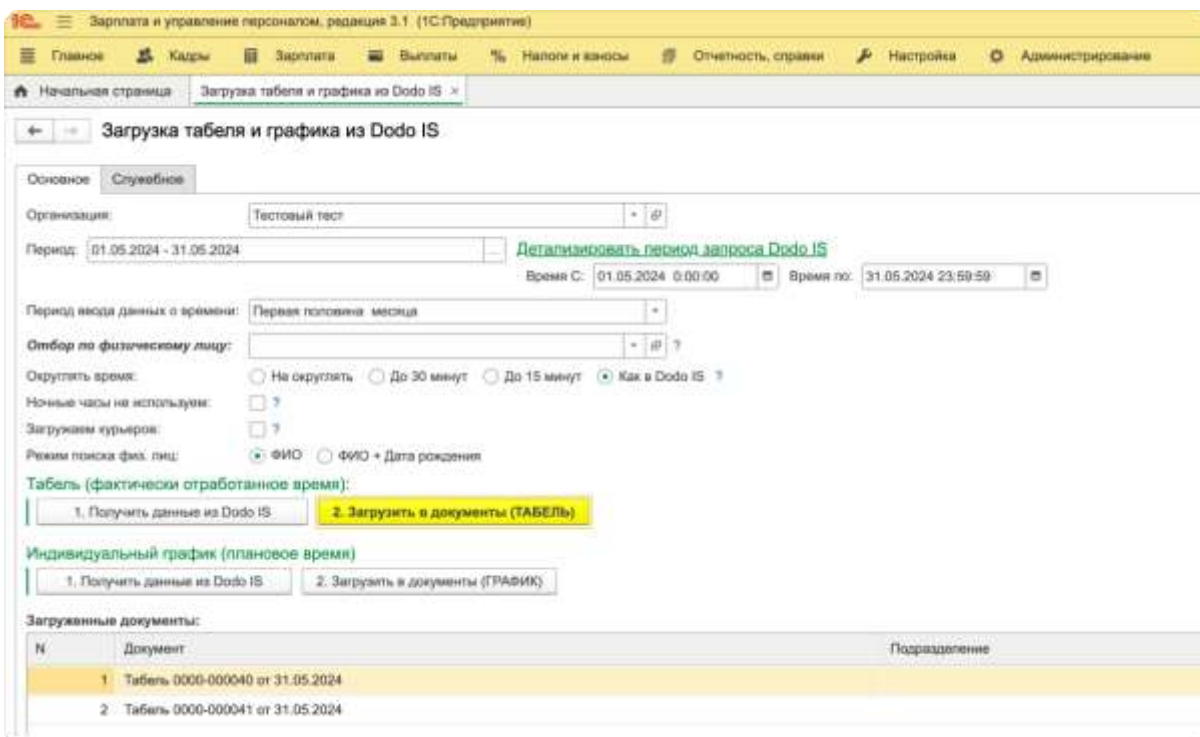 1С Зарплата и управление персоналом, редакция 3.1 (1С:Предприятие)
Главное Кадры Зарплата Выплаты % Налоги и взносы Отчетность, справки Настройка Администрирование
Начальная страница Загрузка табеля и графика из Dodo IS ×
← → Загрузка табеля и графика из Dodo IS
Основное Служебное
Организация: Тестовый тест
Период: 01.05.2024 - 31.05.2024 ... Детализировать период запроса Dodo IS
Время С: 01.05.2024 0:00:00 Время по: 31.05.2024 23:59:59
Период ввода данных о времени: Первая половина месяца
Отбор по физическому лицу: ?
Округлять время: Не округлять До 30 минут До 15 минут Как в Dodo IS ?
Ночные часы не используем: ?
Загружаем курьеров: ?
Режим поиска физ. лиц: ФИО ФИО + Дата рождения
Табель (фактически отработанное время):
1. Получить данные из Dodo IS 2. Загрузить в документы (ТАБЕЛЬ)
Индивидуальный график (плановое время)
1. Получить данные из Dodo IS 2. Загрузить в документы (ГРАФИК)
Загруженные документы:
N Документ Подразделение
1 Табель 0000-000040 от 31.05.2024
2 Табель 0000-000041 от 31.05.2024